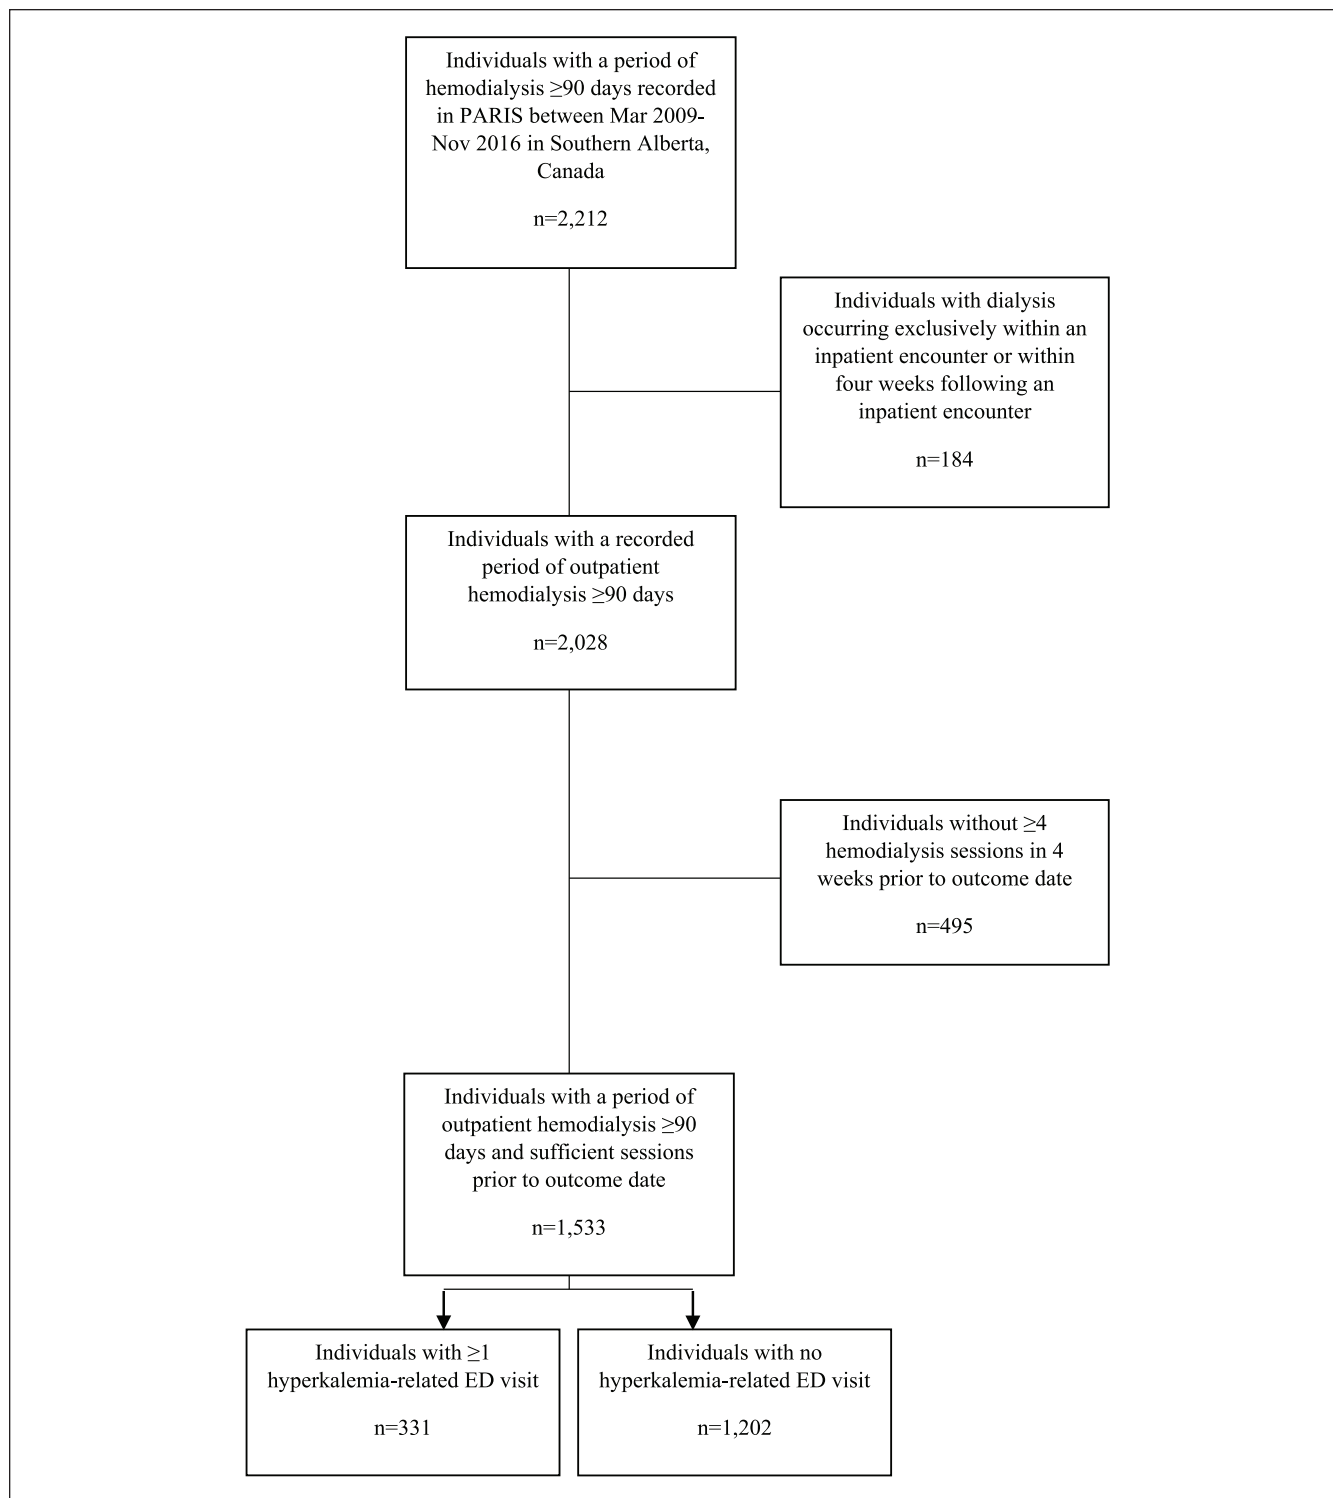 Individuals with a period of
hemodialysis ≥90 days recorded
in PARIS between Mar 2009-
Nov 2016 in Southern Alberta,
Canada
n=2,212
Individuals with dialysis
occurring exclusively within an
inpatient encounter or within
four weeks following an
inpatient encounter
n=184
Individuals with a recorded
period of outpatient
hemodialysis ≥90 days
n=2,028
Individuals without ≥4
hemodialysis sessions in 4
weeks prior to outcome date
n=495
Individuals with a period of
outpatient hemodialysis ≥90
days and sufficient sessions
prior to outcome date
n=1,533
Individuals with ≥1
hyperkalemia-related ED visit
n=331
Individuals with no
hyperkalemia-related ED visit
n=1,202